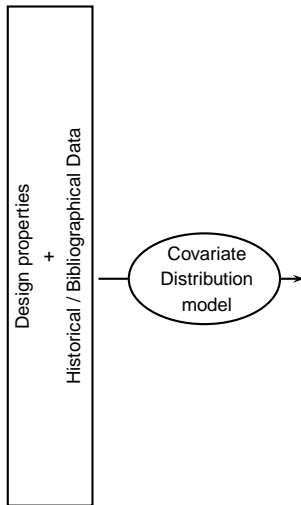 Design properties
+
Historical / Bibliographical Data
Covariate
Distribution
model